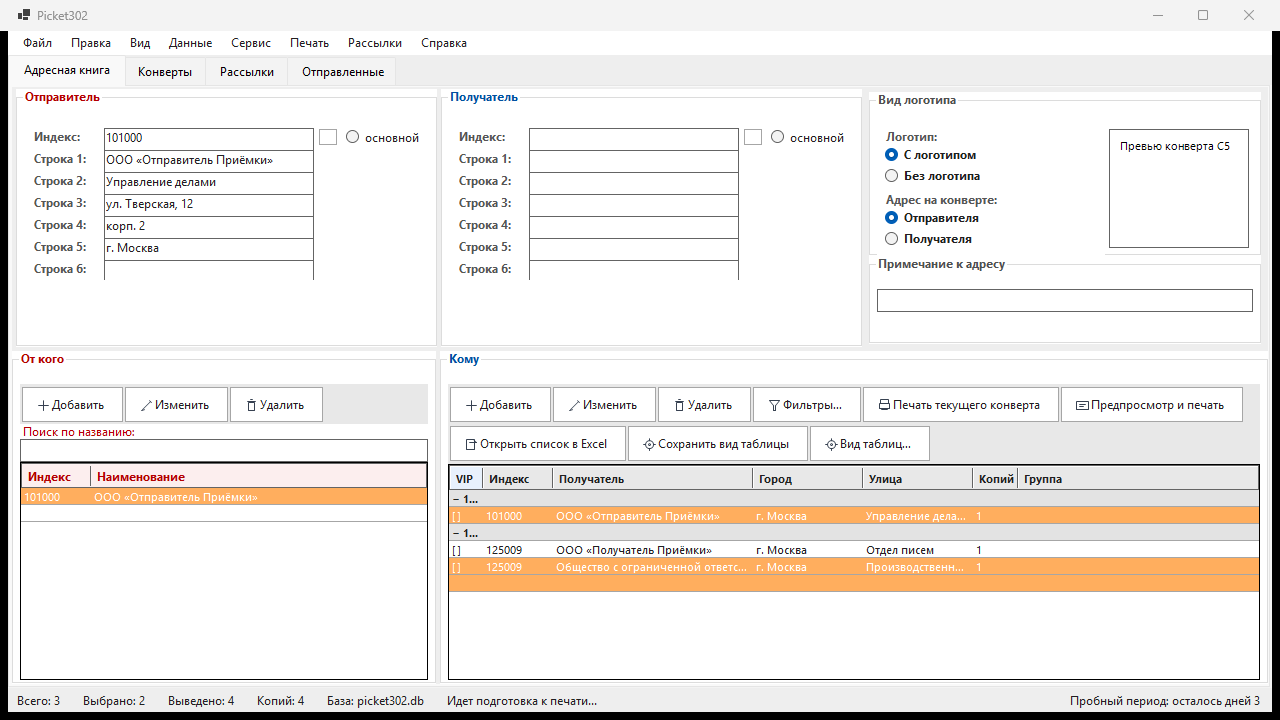 Picket302
Файл Правка Вид Данные Сервис Печать Рассылки Справка
Адресная книга Конверты Рассылки Отправленные
Отправитель
Индекс: 101000 основной
Строка 1: ООО «Отправитель Приёмки»
Строка 2: Управление делами
Строка 3: ул. Тверская, 12
Строка 4: корп. 2
Строка 5: г. Москва
Строка 6:
Получатель
Индекс: основной
Строка 1:
Строка 2:
Строка 3:
Строка 4:
Строка 5:
Строка 6:
Вид логотипа
Логотип:
С логотипом
Без логотипа
Адрес на конверте:
Отправителя
Получателя
Превью конверта C5
Примечание к адресу
От кого
Добавить Изменить Удалить
Поиск по названию:
Индекс Наименование
101000 ООО «Отправитель Приёмки»
Кому
Добавить Изменить Удалить Фильтры... Печать текущего конверта Предпросмотр и печать
Открыть список в Excel Сохранить вид таблицы Вид таблиц...
VIP Индекс Получатель Город Улица Копий Группа
– 1...
[ ] 101000 ООО «Отправитель Приёмки» г. Москва Управление дела... 1
– 1...
[ ] 125009 ООО «Получатель Приёмки» г. Москва Отдел писем 1
[ ] 125009 Общество с ограниченной ответс... г. Москва Производственн... 1
Всего: 3 Выбрано: 2 Выведено: 4 Копий: 4 База: picket302.db Идет подготовка к печати... Пробный период: осталось дней 3